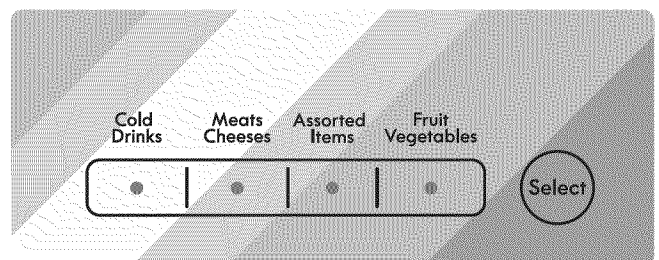 Cold
Drinks
Meats
Cheeses
Assorted
Items
Fruit
Vegetables
Select